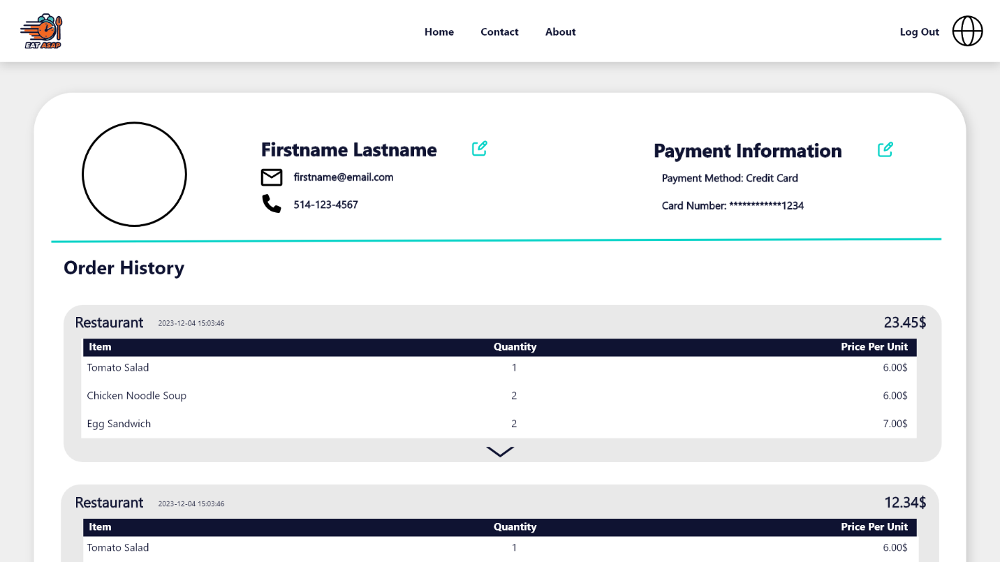 Home Contact About Log Out
EAT ASAP
Firstname Lastname
firstname@email.com
514-123-4567
Payment Information
Payment Method: Credit Card
Card Number: ************1234
Order History
Restaurant 2023-12-04 15:03:46 23.45$
Item Quantity Price Per Unit
Tomato Salad 1 6.00$
Chicken Noodle Soup 2 6.00$
Egg Sandwich 2 7.00$
Restaurant 2023-12-04 15:03:46 12.34$
Item Quantity Price Per Unit
Tomato Salad 1 6.00$